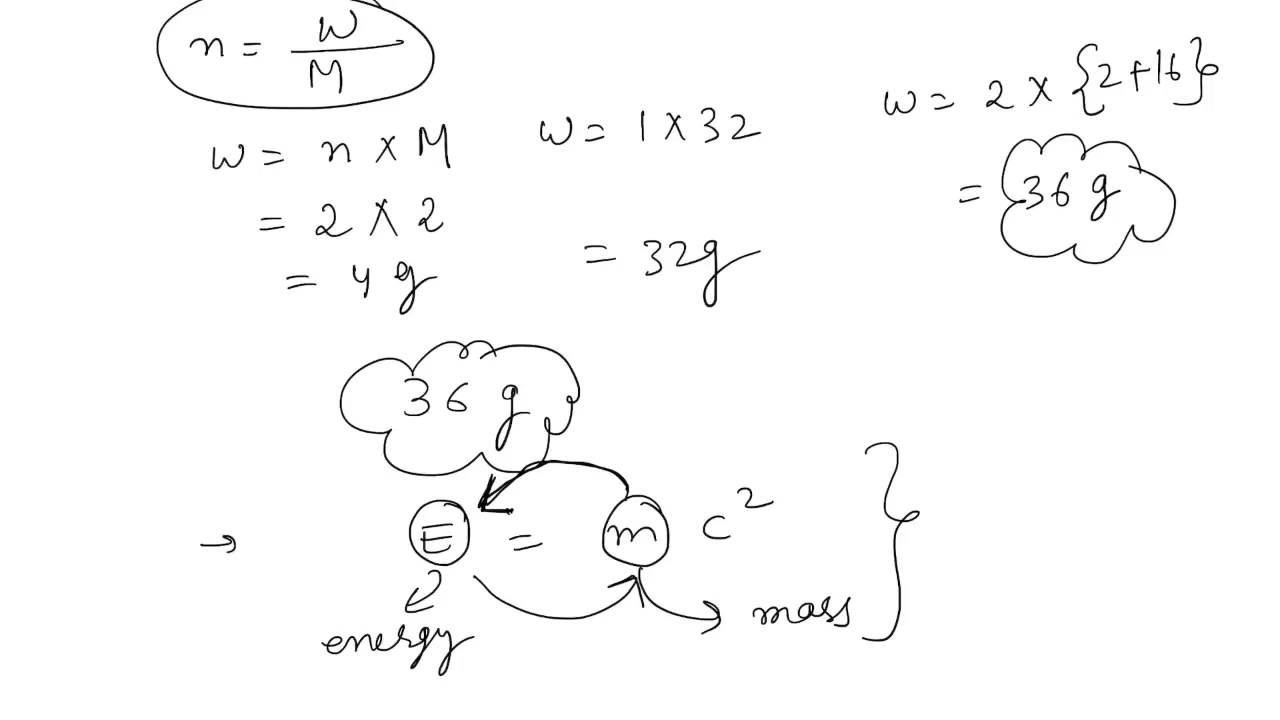 n = W/M
w = n × M
= 2 × 2
= 4 g
w = 1 × 32
= 32g
w = 2 × {2+16}
= 36 g
36 g
→ E = m c²
energy
mass